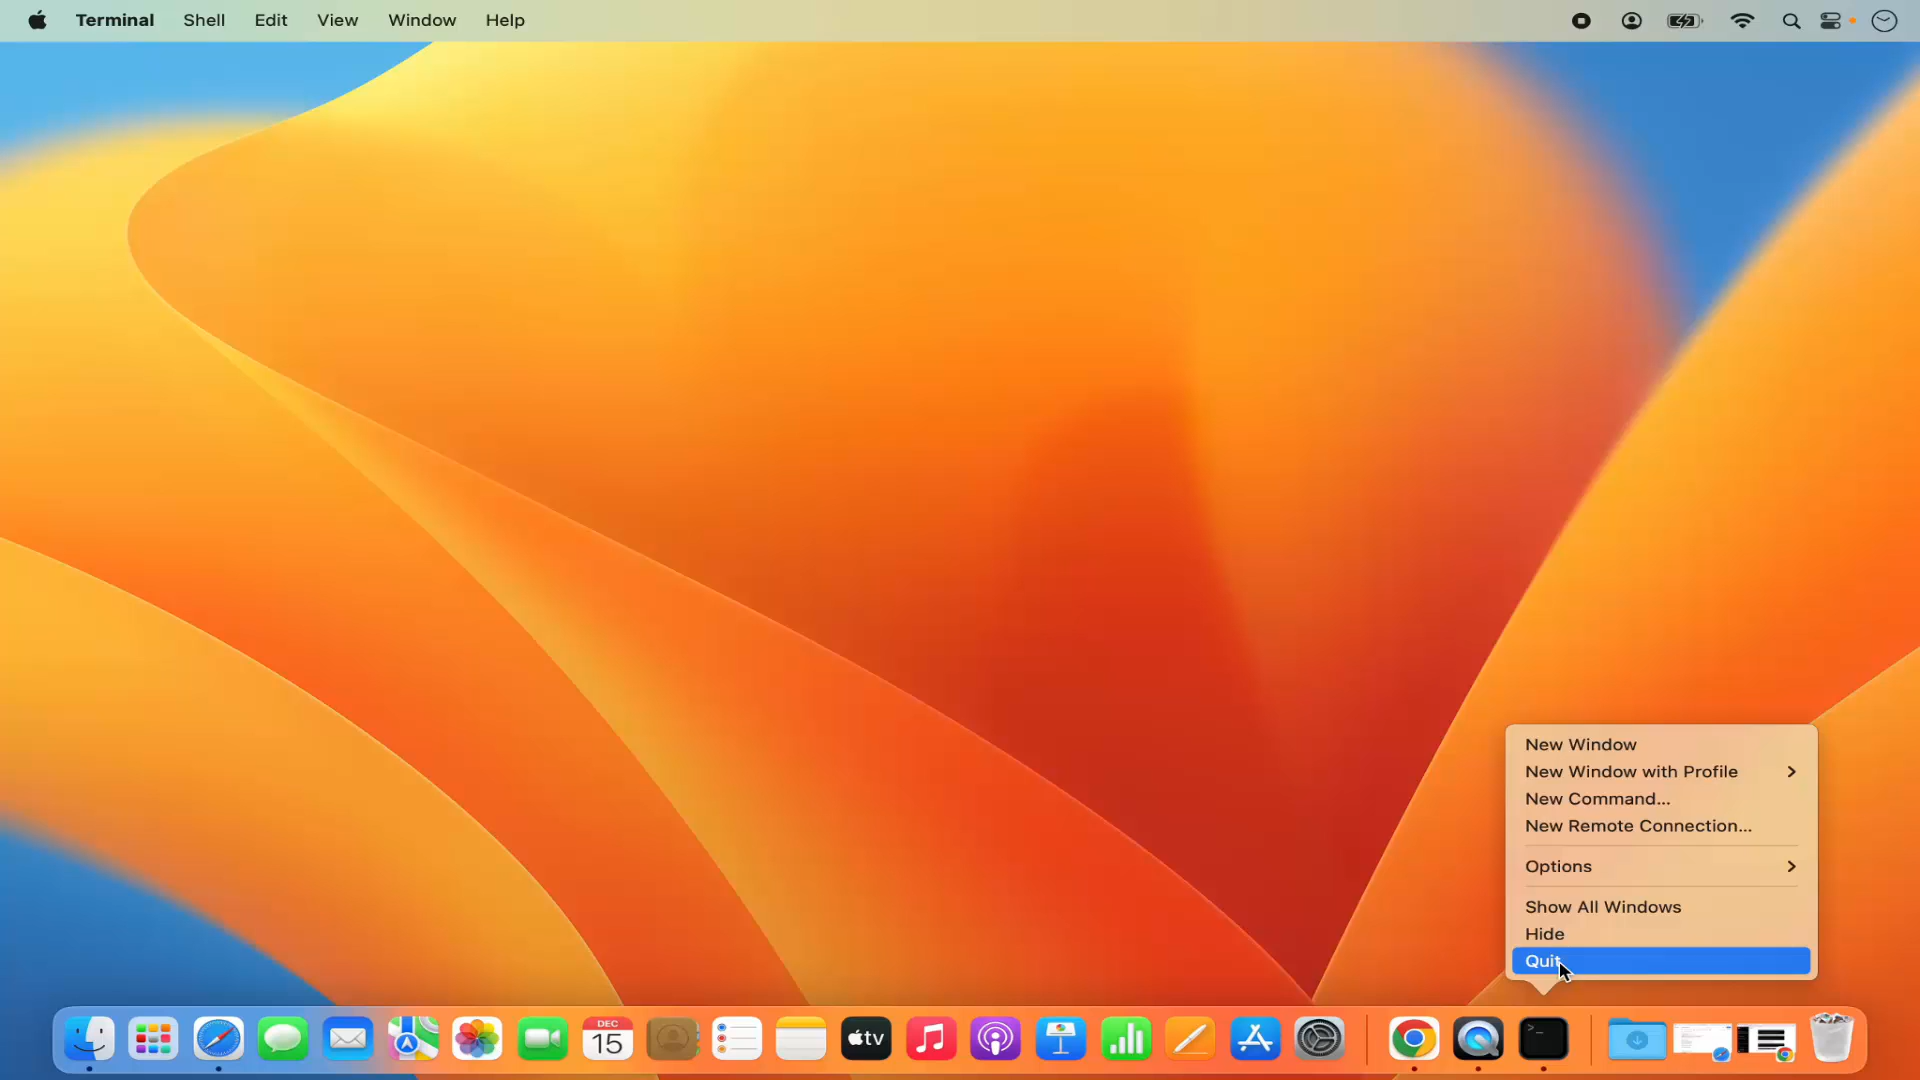 Terminal Shell Edit View Window Help
New Window
New Window with Profile
New Command...
New Remote Connection...
Options
Show All Windows
Hide
Quit
DEC
15
tv
>_